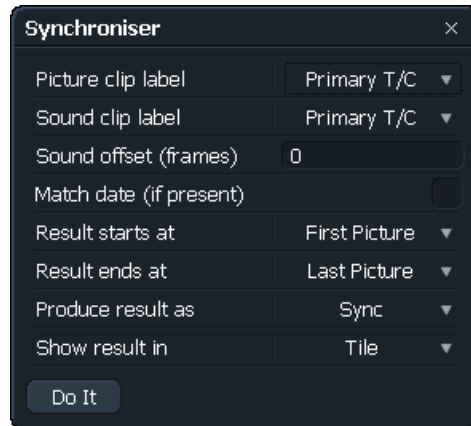 Synchroniser
Picture clip label Primary T/C
Sound clip label Primary T/C
Sound offset (frames) 0
Match date (if present)
Result starts at First Picture
Result ends at Last Picture
Produce result as Sync
Show result in Tile
Do It